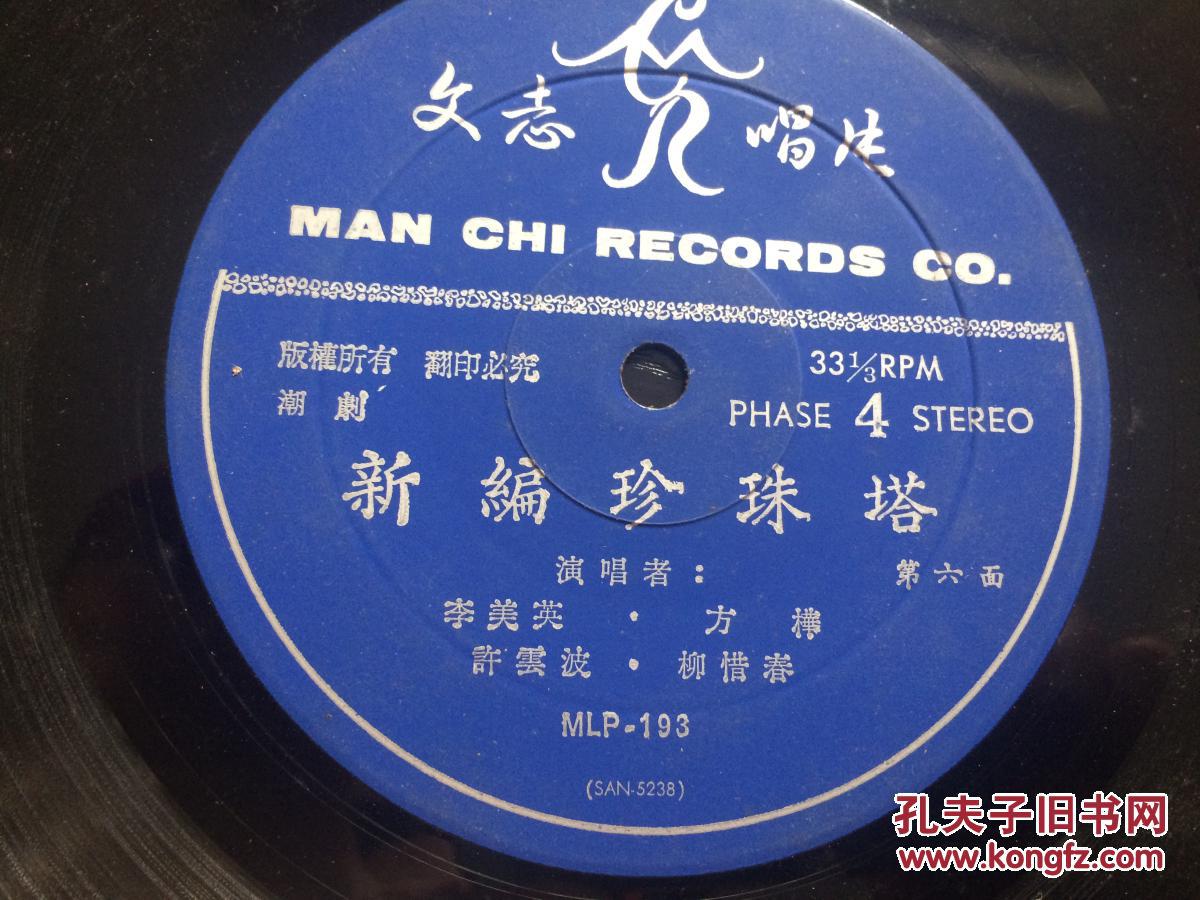 文志 唱片
MAN CHI RECORDS CO.
版權所有 翻印必究
33⅓RPM
潮劇
PHASE 4 STEREO
新編珍珠塔
演唱者：
第六面
李美英・方樺
許雲波・柳惜春
MLP-193
(SAN-5238)
孔夫子旧书网
www.kongfz.com